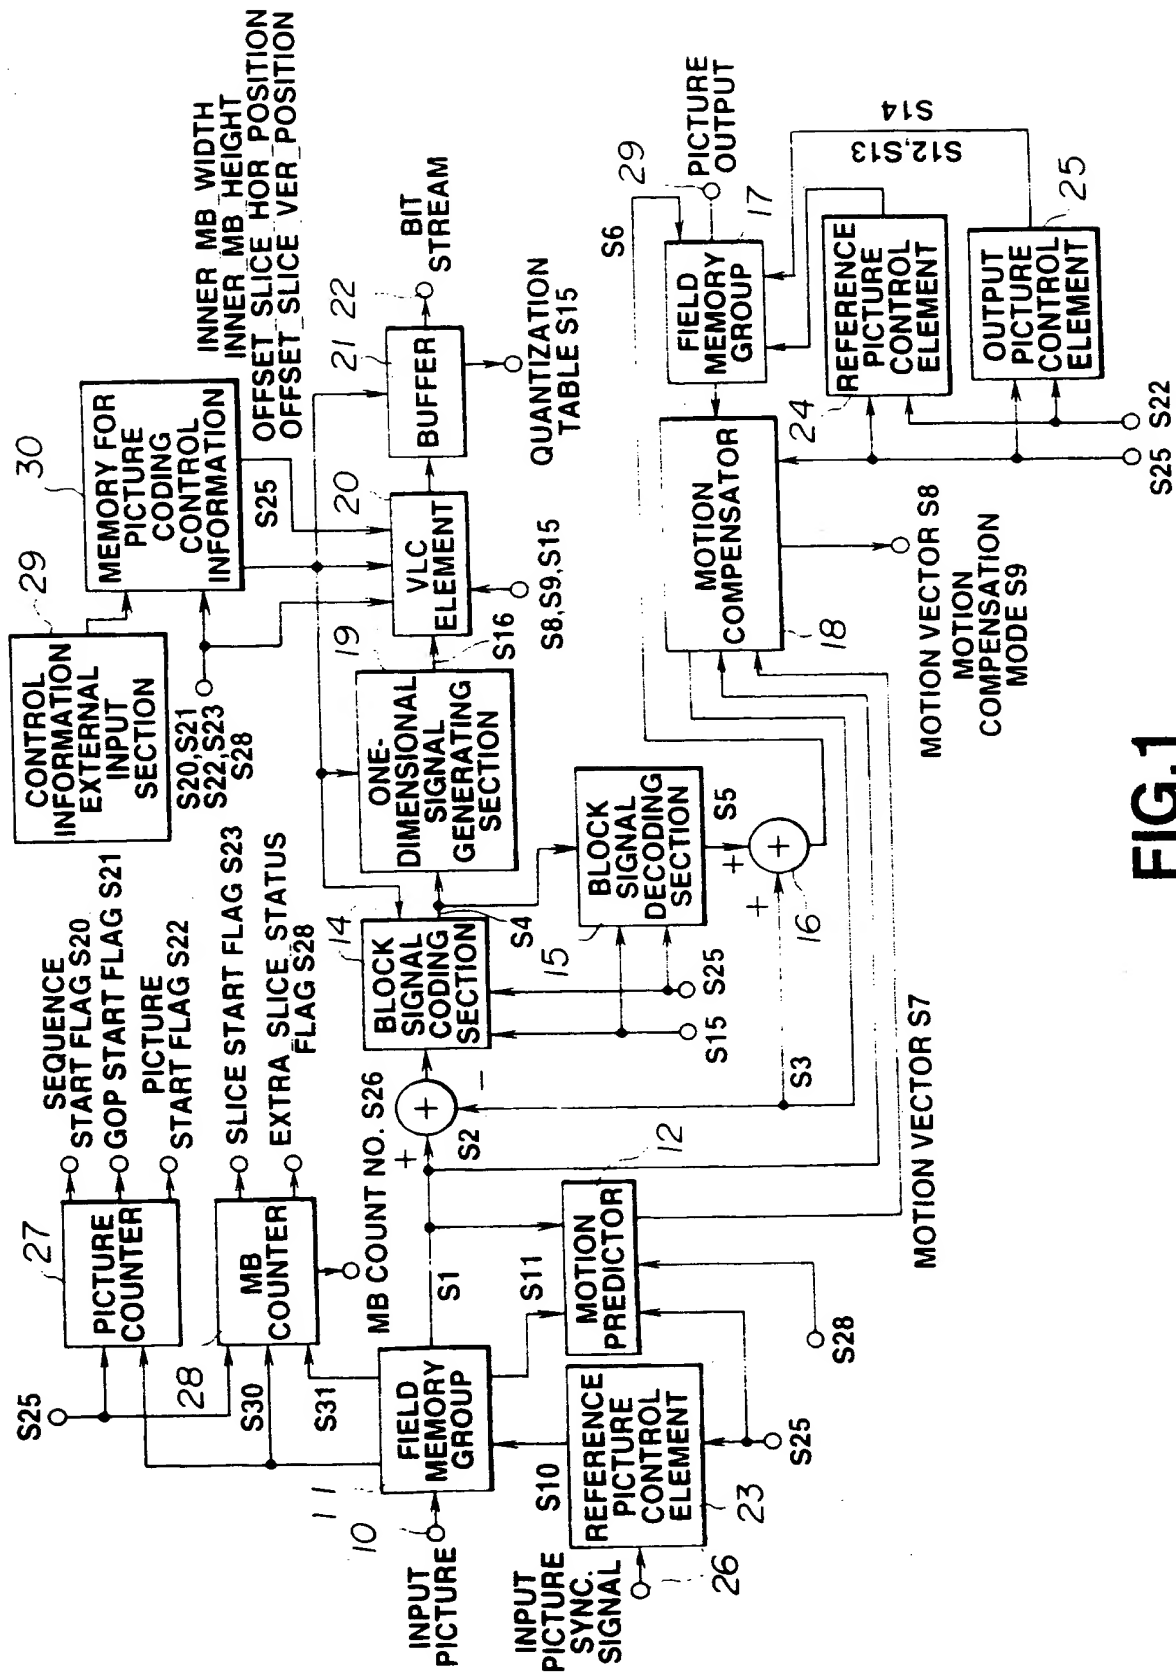 SEQUENCE
START FLAG S20
GOP START FLAG S21
PICTURE
START FLAG S22
27
PICTURE
COUNTER
S25
SLICE START FLAG S23
EXTRA SLICE STATUS
FLAG S28
MB
COUNTER
28
MB COUNT NO. S26
S30
S31
CONTROL
INFORMATION
EXTERNAL
INPUT
SECTION
29
30
MEMORY FOR
PICTURE
CODING
CONTROL
INFORMATION
S20,S21
S22,S23
S28
S25
INNER_MB_WIDTH
INNER_MB_HEIGHT
OFFSET_SLICE_HOR_POSITION
OFFSET_SLICE_VER_POSITION
INPUT
PICTURE
10
11
FIELD
MEMORY
GROUP
S1
+
S2
+
-
14
BLOCK
SIGNAL
CODING
SECTION
S4
19
ONE-
DIMENSIONAL
SIGNAL
GENERATING
SECTION
S16
20
VLC
ELEMENT
S8,S9,S15
21
BUFFER
22
BIT
STREAM
QUANTIZATION
TABLE S15
S15
S25
15
BLOCK
SIGNAL
DECODING
SECTION
S5
+
+
+
16
S3
S6
29
PICTURE
OUTPUT
FIELD
MEMORY
GROUP
17
S12,S13
S14
MOTION
COMPENSATOR
18
24
REFERENCE
PICTURE
CONTROL
ELEMENT
OUTPUT
PICTURE
CONTROL
ELEMENT
25
S25
S22
MOTION VECTOR S8
MOTION
COMPENSATION
MODE S9
INPUT
PICTURE
SYNC.
SIGNAL
26
S10
REFERENCE
PICTURE
CONTROL
ELEMENT
23
S25
S11
12
MOTION
PREDICTOR
S28
MOTION VECTOR S7
FIG.1